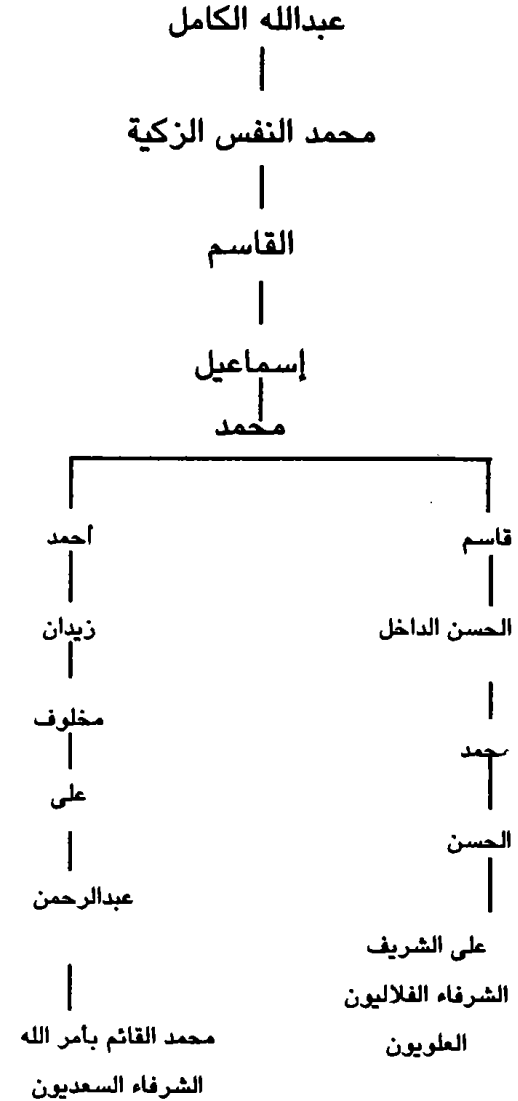 عبدالله الكامل
محمد النفس الزكية
القاسم
إسماعيل
محمد
قاسم
الحسن الداخل
محمد
الحسن
على الشريف
الشرفاء الفلاليون
العلويون
أحمد
زيدان
مخلوف
على
عبدالرحمن
محمد القائم بأمر الله
الشرفاء السعديون